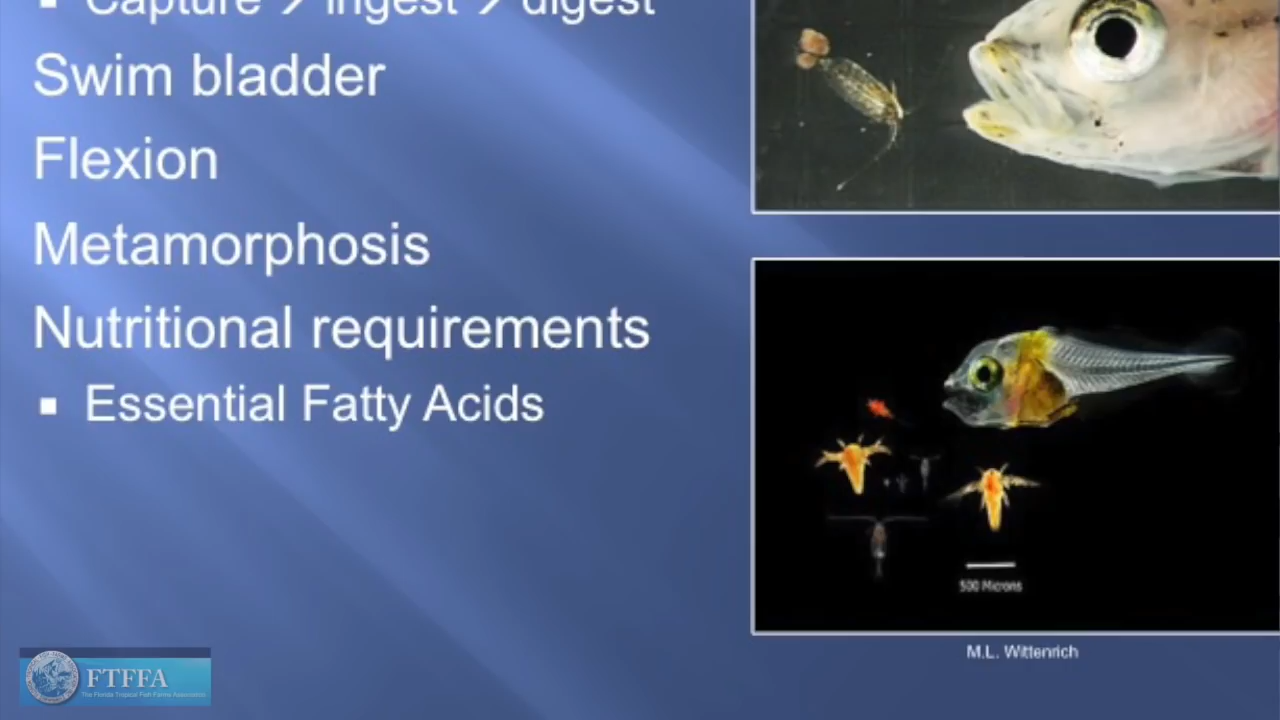 ▪ Capture → ingest → digest
Swim bladder
Flexion
Metamorphosis
Nutritional requirements
▪ Essential Fatty Acids
500 Microns
M.L. Wittenrich
FTFFA
The Florida Tropical Fish Farms Association